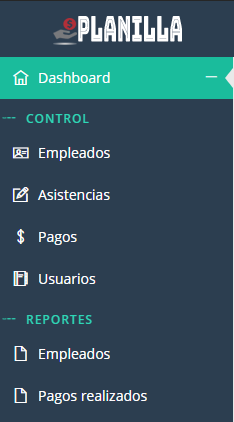 PLANILLA
Dashboard
CONTROL
Empleados
Asistencias
Pagos
Usuarios
REPORTES
Empleados
Pagos realizados